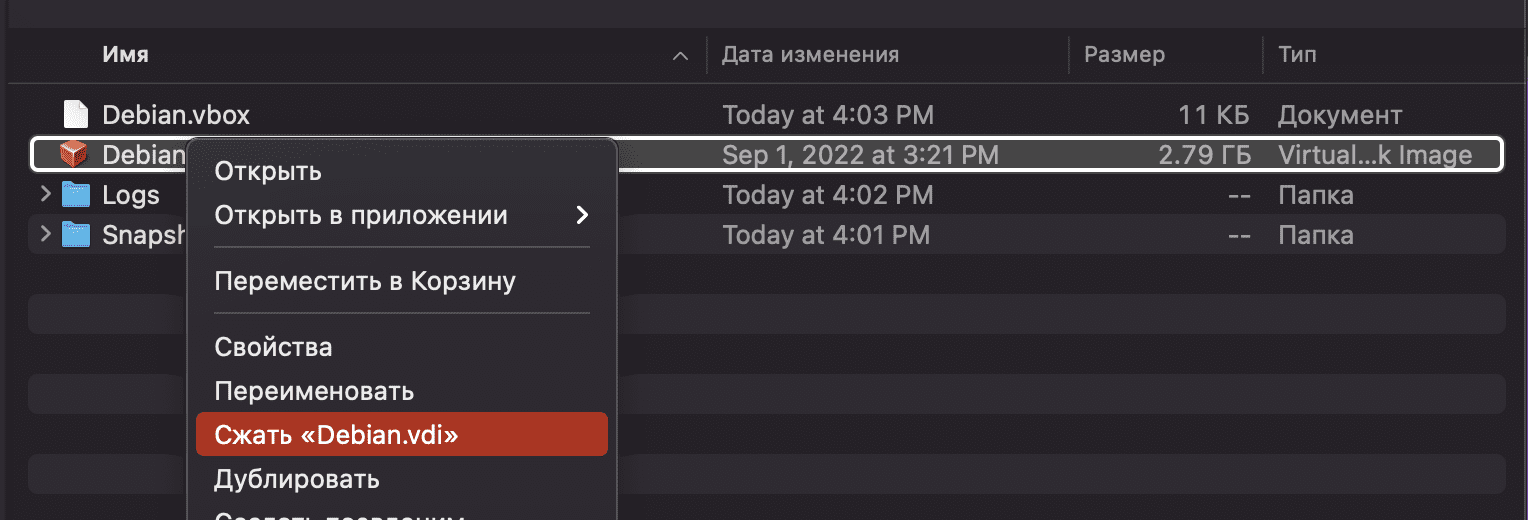 Имя Дата изменения Размер Тип
Debian.vbox Today at 4:03 PM 11 КБ Документ
Debian Sep 1, 2022 at 3:21 PM 2.79 ГБ Virtual...k Image
Logs Today at 4:02 PM -- Папка
Snapsh Today at 4:01 PM -- Папка
Открыть
Открыть в приложении
Переместить в Корзину
Свойства
Переименовать
Сжать «Debian.vdi»
Дублировать